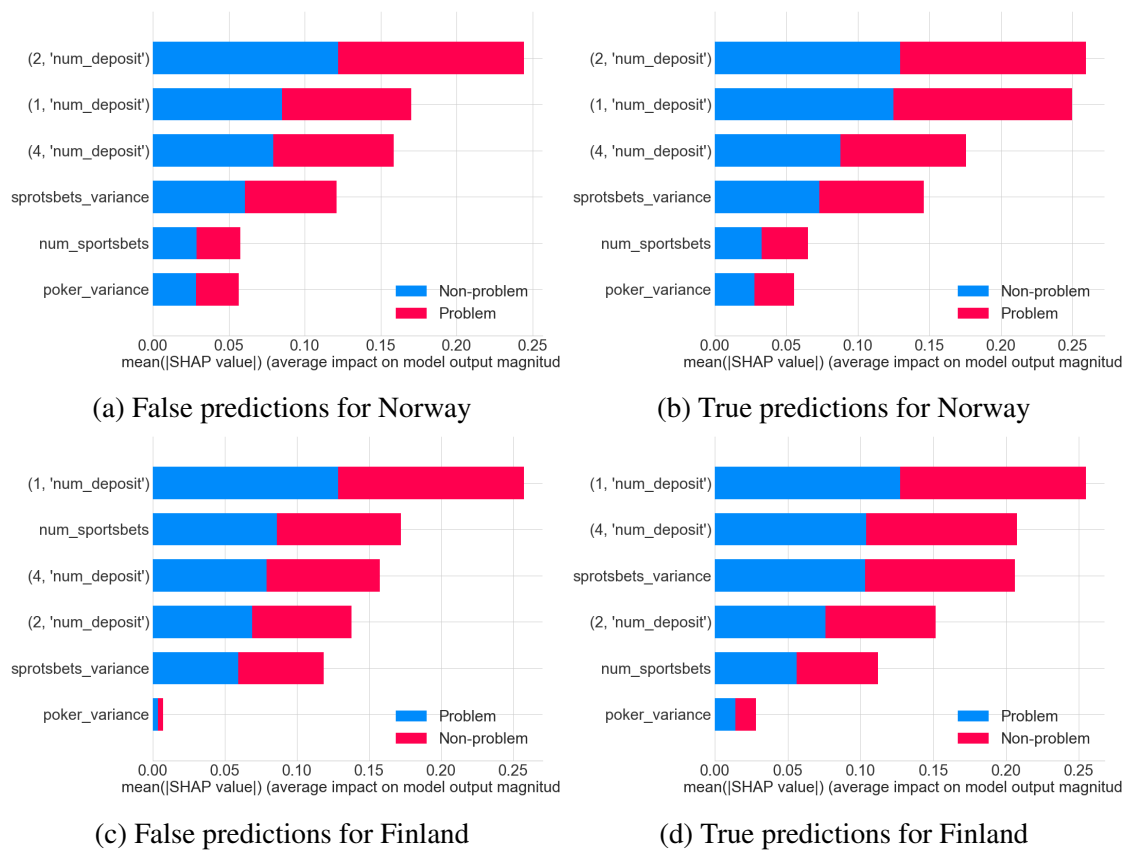 (2, 'num_deposit')
(1, 'num_deposit')
(4, 'num_deposit')
sprotsbets_variance
num_sportsbets
poker_variance
Non-problem
Problem
0.00 0.05 0.10 0.15 0.20 0.25
mean(|SHAP value|) (average impact on model output magnitud
(a) False predictions for Norway
(2, 'num_deposit')
(1, 'num_deposit')
(4, 'num_deposit')
sprotsbets_variance
num_sportsbets
poker_variance
Non-problem
Problem
0.00 0.05 0.10 0.15 0.20 0.25
mean(|SHAP value|) (average impact on model output magnitud
(b) True predictions for Norway
(1, 'num_deposit')
num_sportsbets
(4, 'num_deposit')
(2, 'num_deposit')
sprotsbets_variance
poker_variance
Problem
Non-problem
0.00 0.05 0.10 0.15 0.20 0.25
mean(|SHAP value|) (average impact on model output magnitud
(c) False predictions for Finland
(1, 'num_deposit')
(4, 'num_deposit')
sprotsbets_variance
(2, 'num_deposit')
num_sportsbets
poker_variance
Problem
Non-problem
0.00 0.05 0.10 0.15 0.20 0.25
mean(|SHAP value|) (average impact on model output magnitud
(d) True predictions for Finland